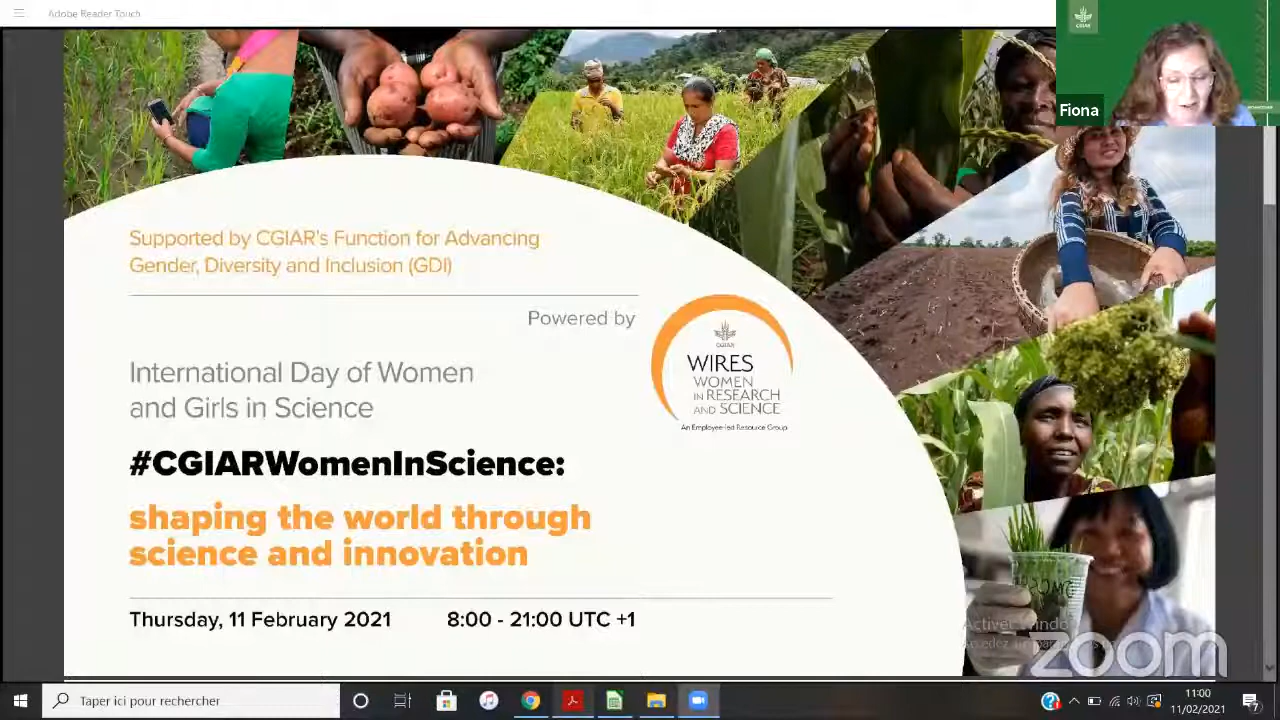 Adobe Reader Touch
CGIAR
Fiona
Supported by CGIAR's Function for Advancing
Gender, Diversity and Inclusion (GDI)
Powered by
CGIAR
WIRES
WOMEN
IN RESEARCH
AND SCIENCE
An Employee-led Resource Group
International Day of Women
and Girls in Science
#CGIARWomenInScience:
shaping the world through
science and innovation
Thursday, 11 February 2021 8:00 - 21:00 UTC +1
zoom
Taper ici pour rechercher
11:00
11/02/2021
7